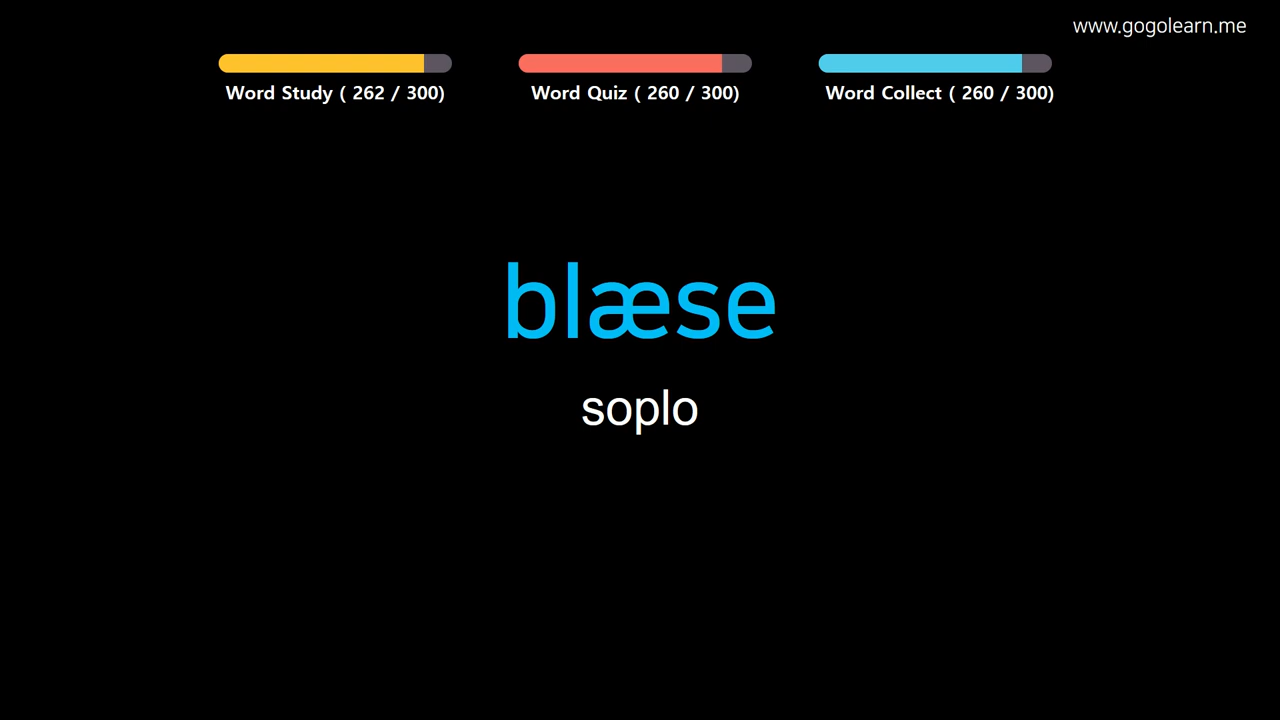 www.gogolearn.me
Word Study ( 262 / 300)
Word Quiz ( 260 / 300)
Word Collect ( 260 / 300)
blæse
soplo